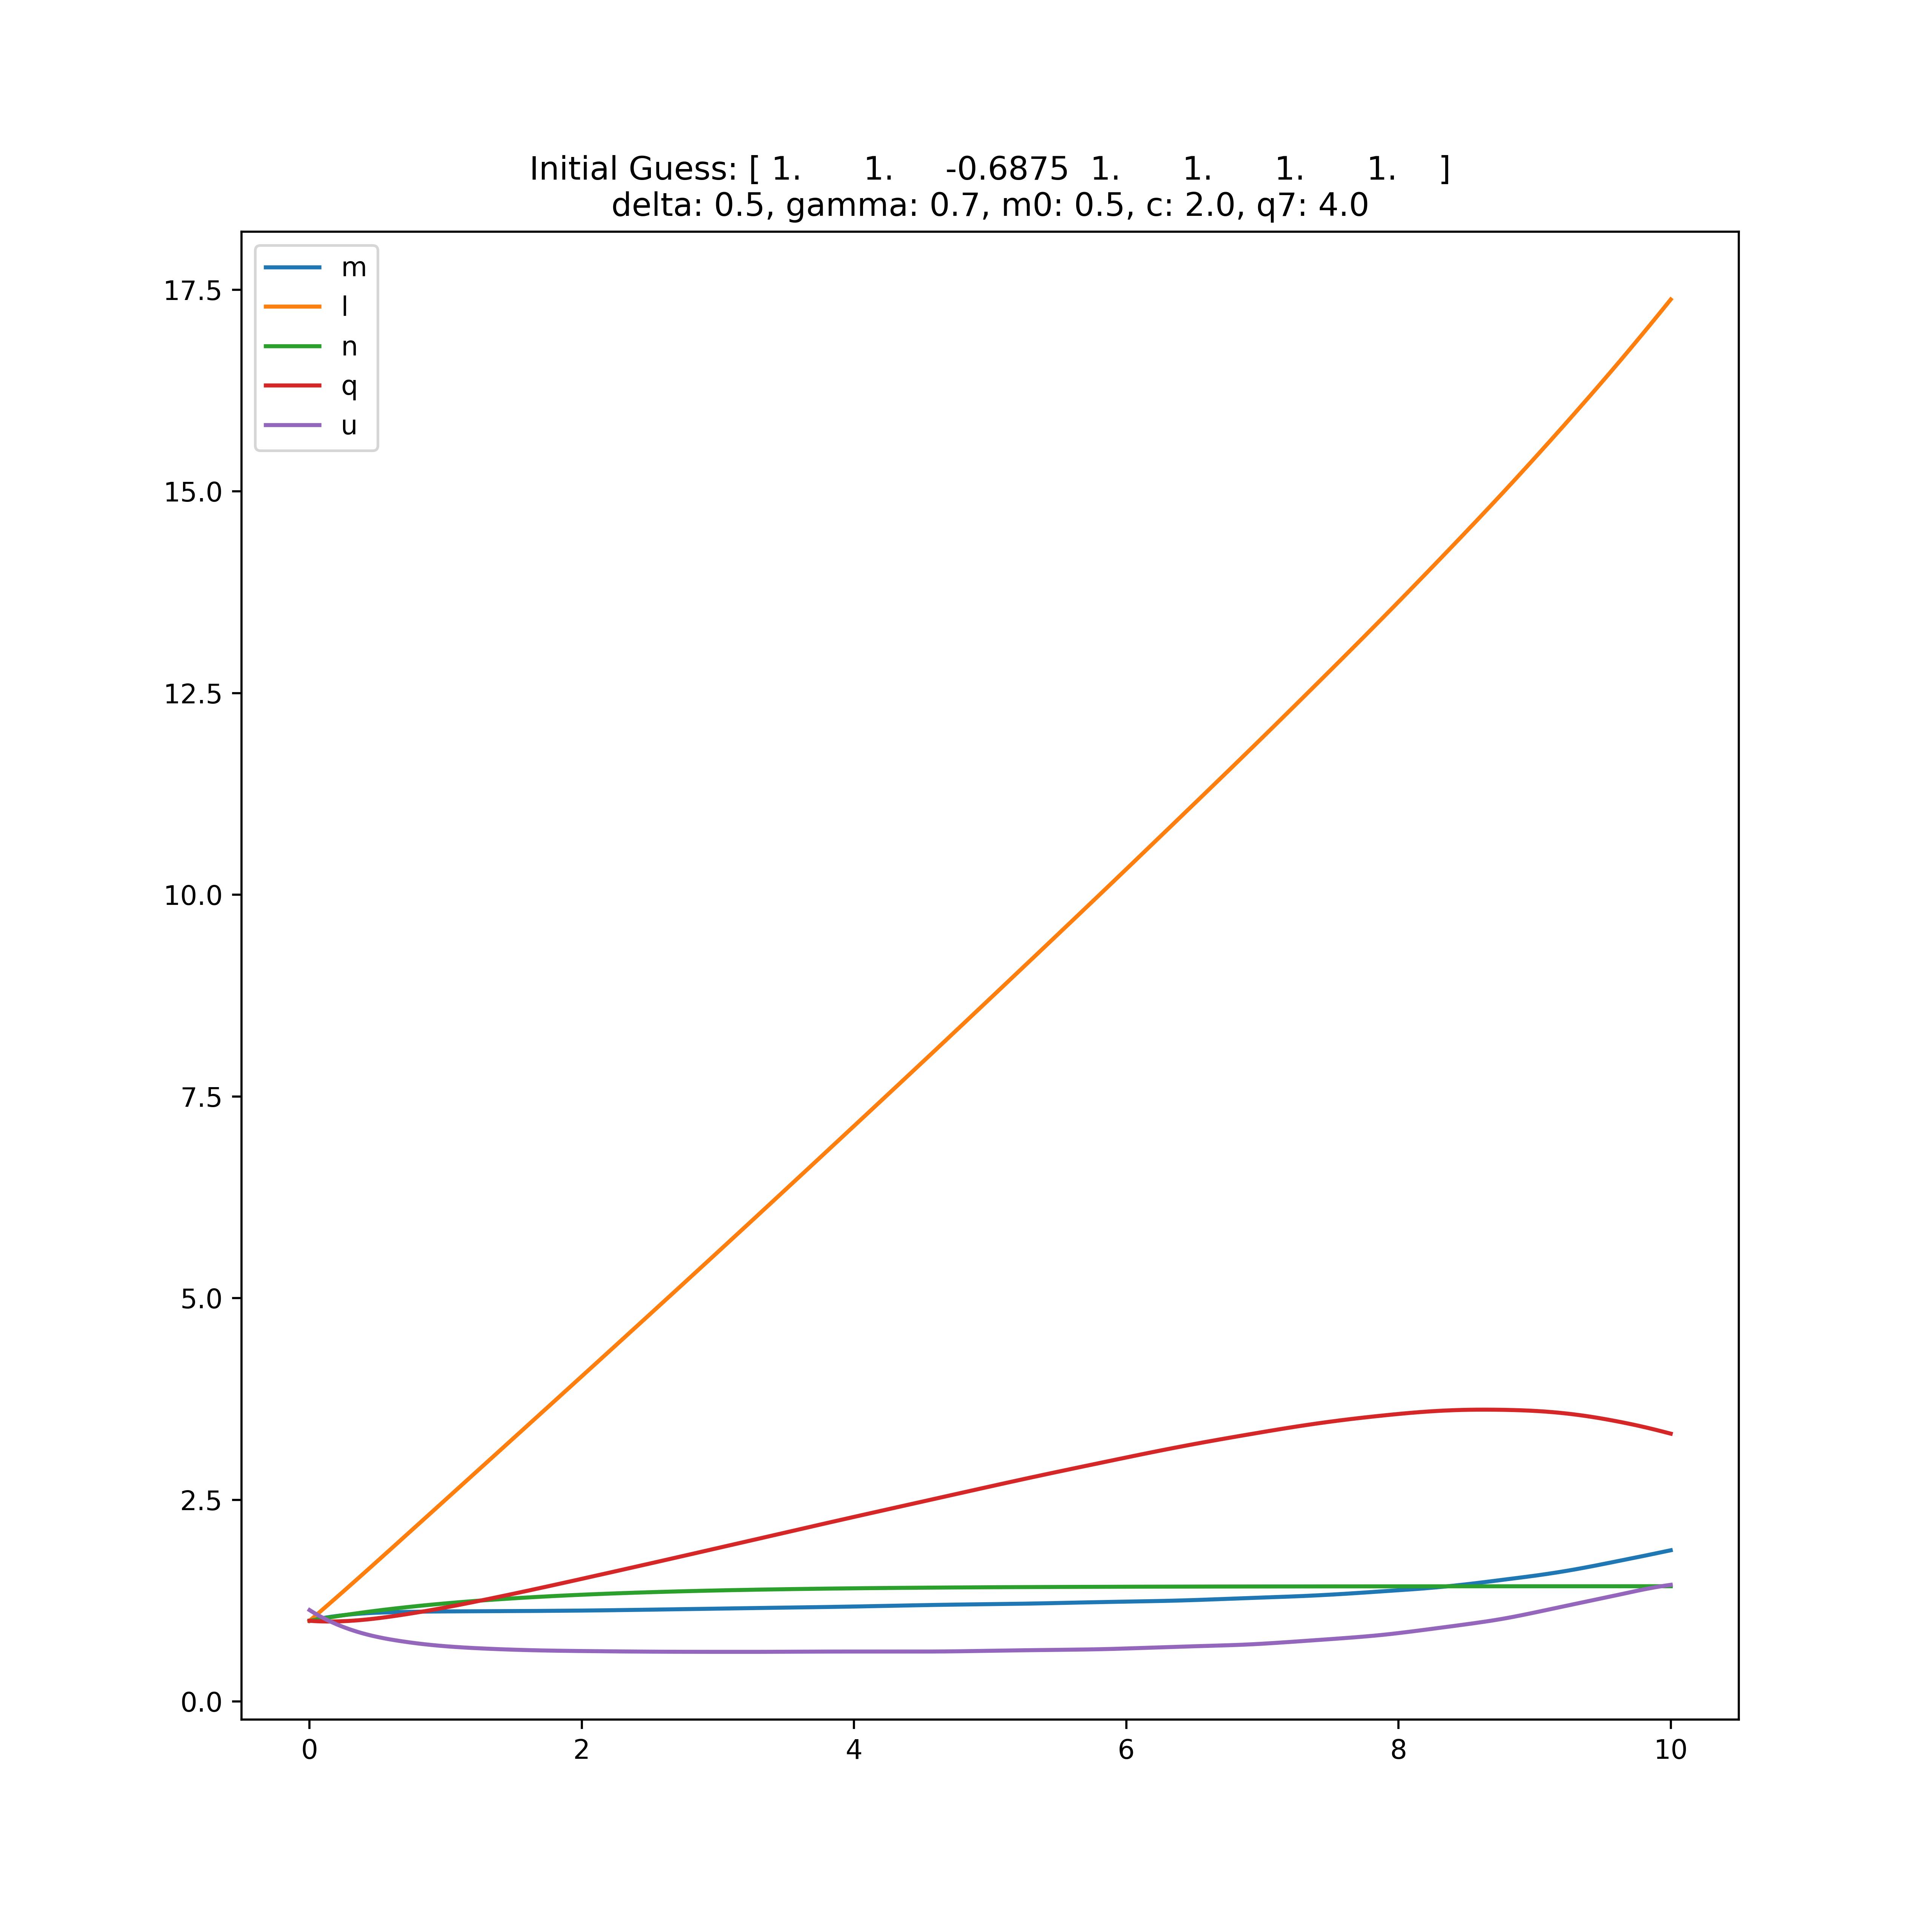 Initial Guess: [ 1. 1. -0.6875 1. 1. 1. 1. ]
delta: 0.5, gamma: 0.7, m0: 0.5, c: 2.0, q7: 4.0
m
l
n
q
u
17.5
15.0
12.5
10.0
7.5
5.0
2.5
0.0
0 2 4 6 8 10